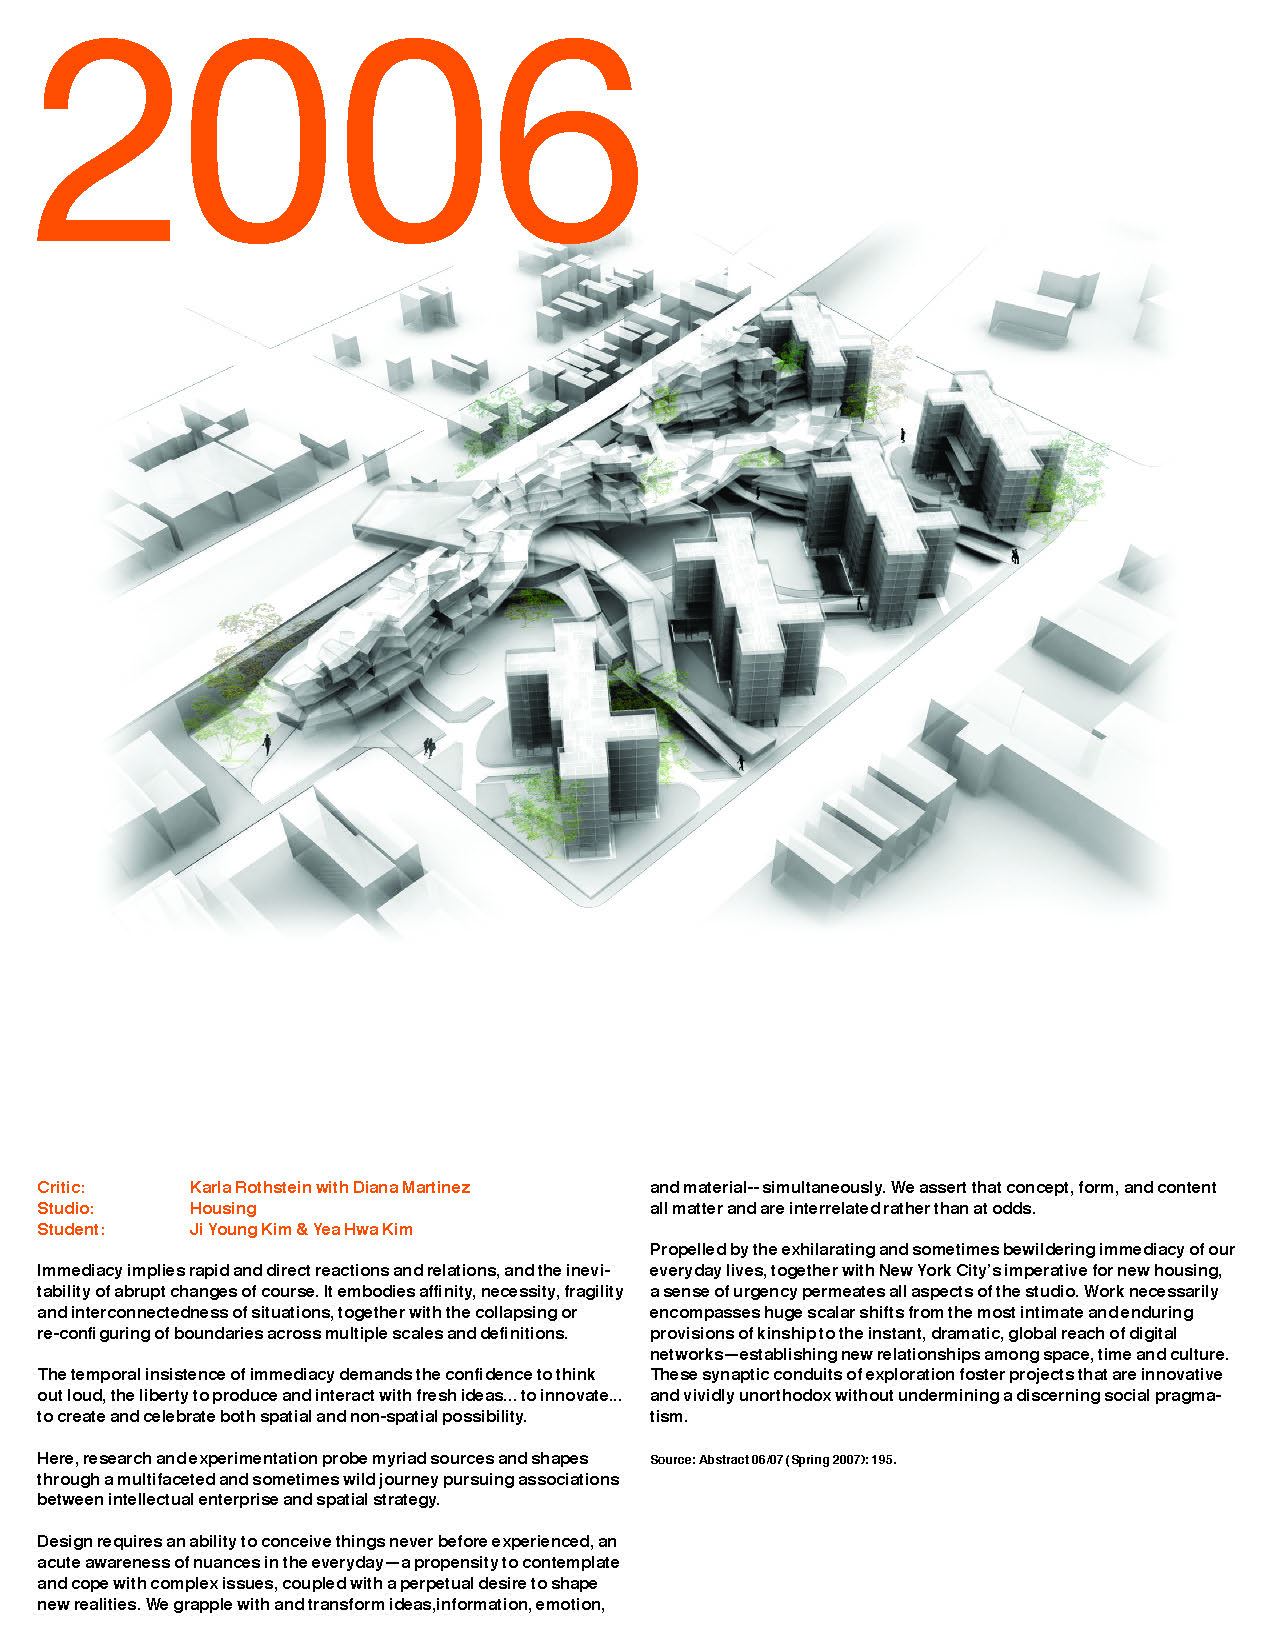 2006
Critic: Karla Rothstein with Diana Martinez
Studio: Housing
Student: Ji Young Kim & Yea Hwa Kim
Immediacy implies rapid and direct reactions and relations, and the inevi-
tability of abrupt changes of course. It embodies affinity, necessity, fragility
and interconnectedness of situations, together with the collapsing or
re-configuring of boundaries across multiple scales and definitions.
The temporal insistence of immediacy demands the confidence to think
out loud, the liberty to produce and interact with fresh ideas... to innovate...
to create and celebrate both spatial and non-spatial possibility.
Here, research and experimentation probe myriad sources and shapes
through a multifaceted and sometimes wild journey pursuing associations
between intellectual enterprise and spatial strategy.
Design requires an ability to conceive things never before experienced, an
acute awareness of nuances in the everyday—a propensity to contemplate
and cope with complex issues, coupled with a perpetual desire to shape
new realities. We grapple with and transform ideas,information, emotion,
and material--simultaneously. We assert that concept, form, and content
all matter and are interrelated rather than at odds.
Propelled by the exhilarating and sometimes bewildering immediacy of our
everyday lives, together with New York City's imperative for new housing,
a sense of urgency permeates all aspects of the studio. Work necessarily
encompasses huge scalar shifts from the most intimate and enduring
provisions of kinship to the instant, dramatic, global reach of digital
networks—establishing new relationships among space, time and culture.
These synaptic conduits of exploration foster projects that are innovative
and vividly unorthodox without undermining a discerning social pragma-
tism.
Source: Abstract 06/07 (Spring 2007): 195.